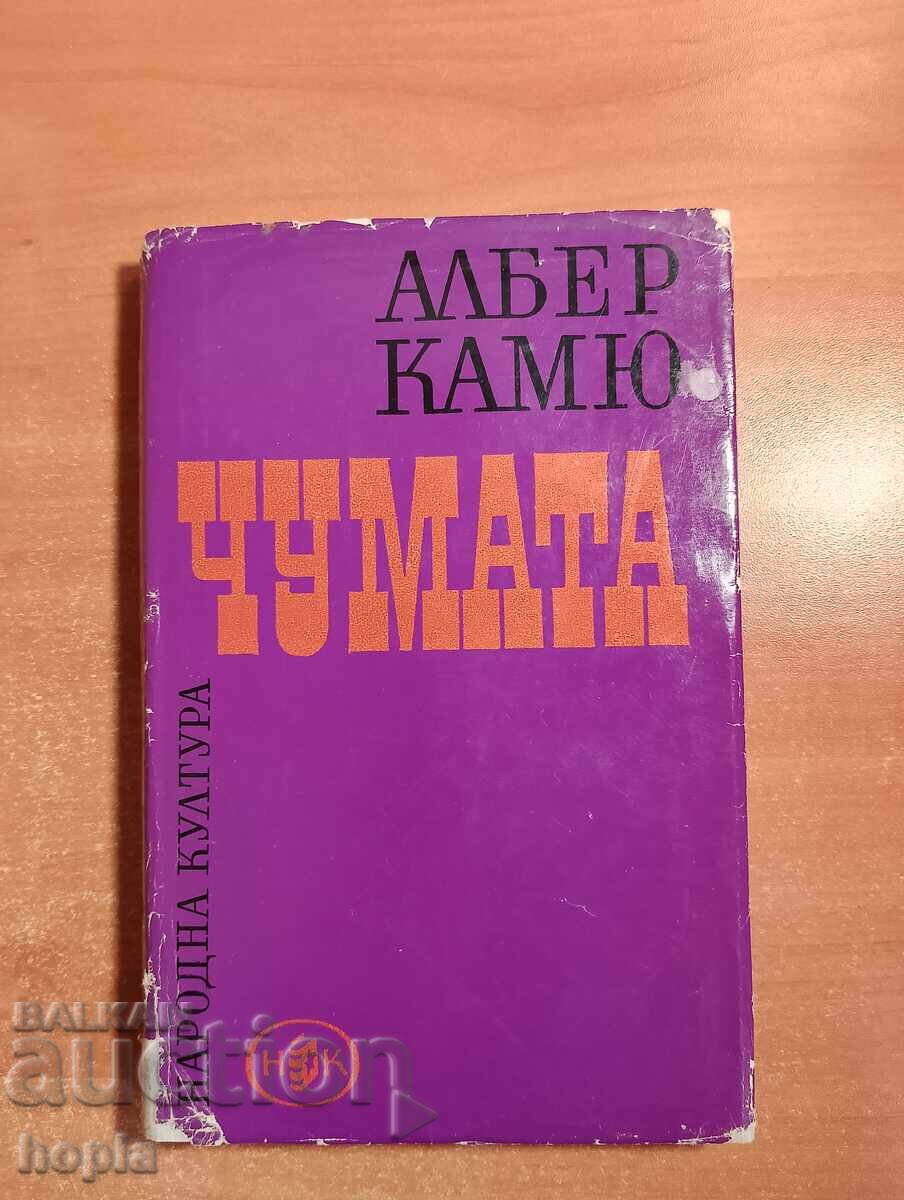 АЛБЕР
КАМЮ
ЧУМАТА
НАРОДНА КУЛТУРА
НК
BALKAN
auction
hopla